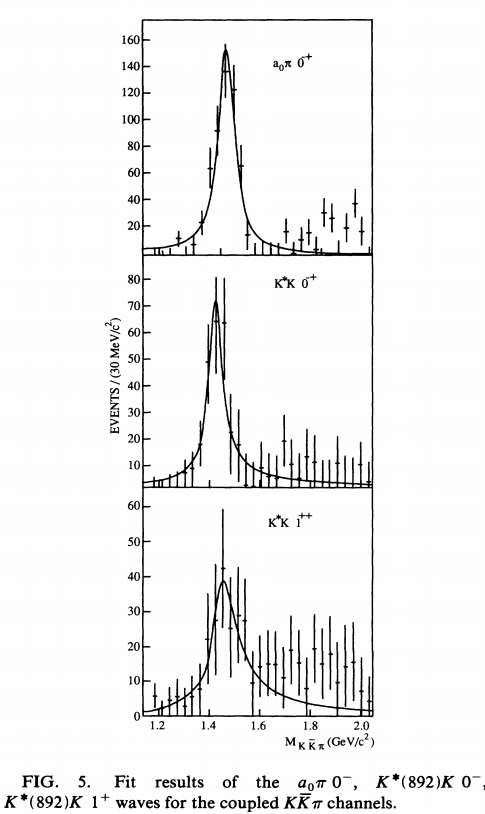 160
a₀π 0⁻⁺
140
120
100
80
60
40
20
80
K*K 0⁻⁺
70
60
50
40
30
20
10
EVENTS/(30 MeV/c²)
60
K*K 1⁺⁺
50
40
30
20
10
0
1.2 1.4 1.6 1.8 2.0
M K K̅ π (GeV/c²)
FIG. 5. Fit results of the a₀π 0⁻, K*(892)K 0⁻,
K*(892)K 1⁺ waves for the coupled KK̅π channels.